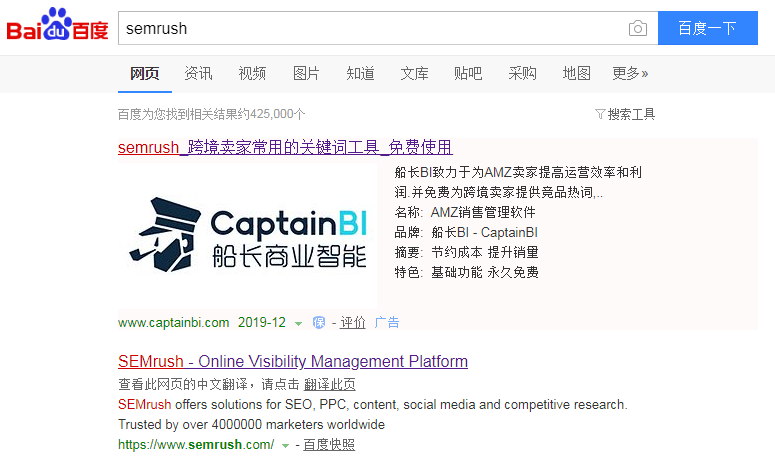 Bai du 百度 semrush 百度一下
网页 资讯 视频 图片 知道 文库 贴吧 采购 地图 更多»
百度为您找到相关结果约425,000个 搜索工具
semrush_跨境卖家常用的关键词工具_免费使用
CaptainBI
船长商业智能
船长BI致力于为AMZ卖家提高运营效率和利
润.并免费为跨境卖家提供竞品热词,..
名称: AMZ销售管理软件
品牌: 船长BI - CaptainBI
摘要: 节约成本 提升销量
特色: 基础功能 永久免费
www.captainbi.com 2019-12 保 - 评价 广告
SEMrush - Online Visibility Management Platform
查看此网页的中文翻译，请点击 翻译此页
SEMrush offers solutions for SEO, PPC, content, social media and competitive research.
Trusted by over 4000000 marketers worldwide
https://www.semrush.com/ - 百度快照